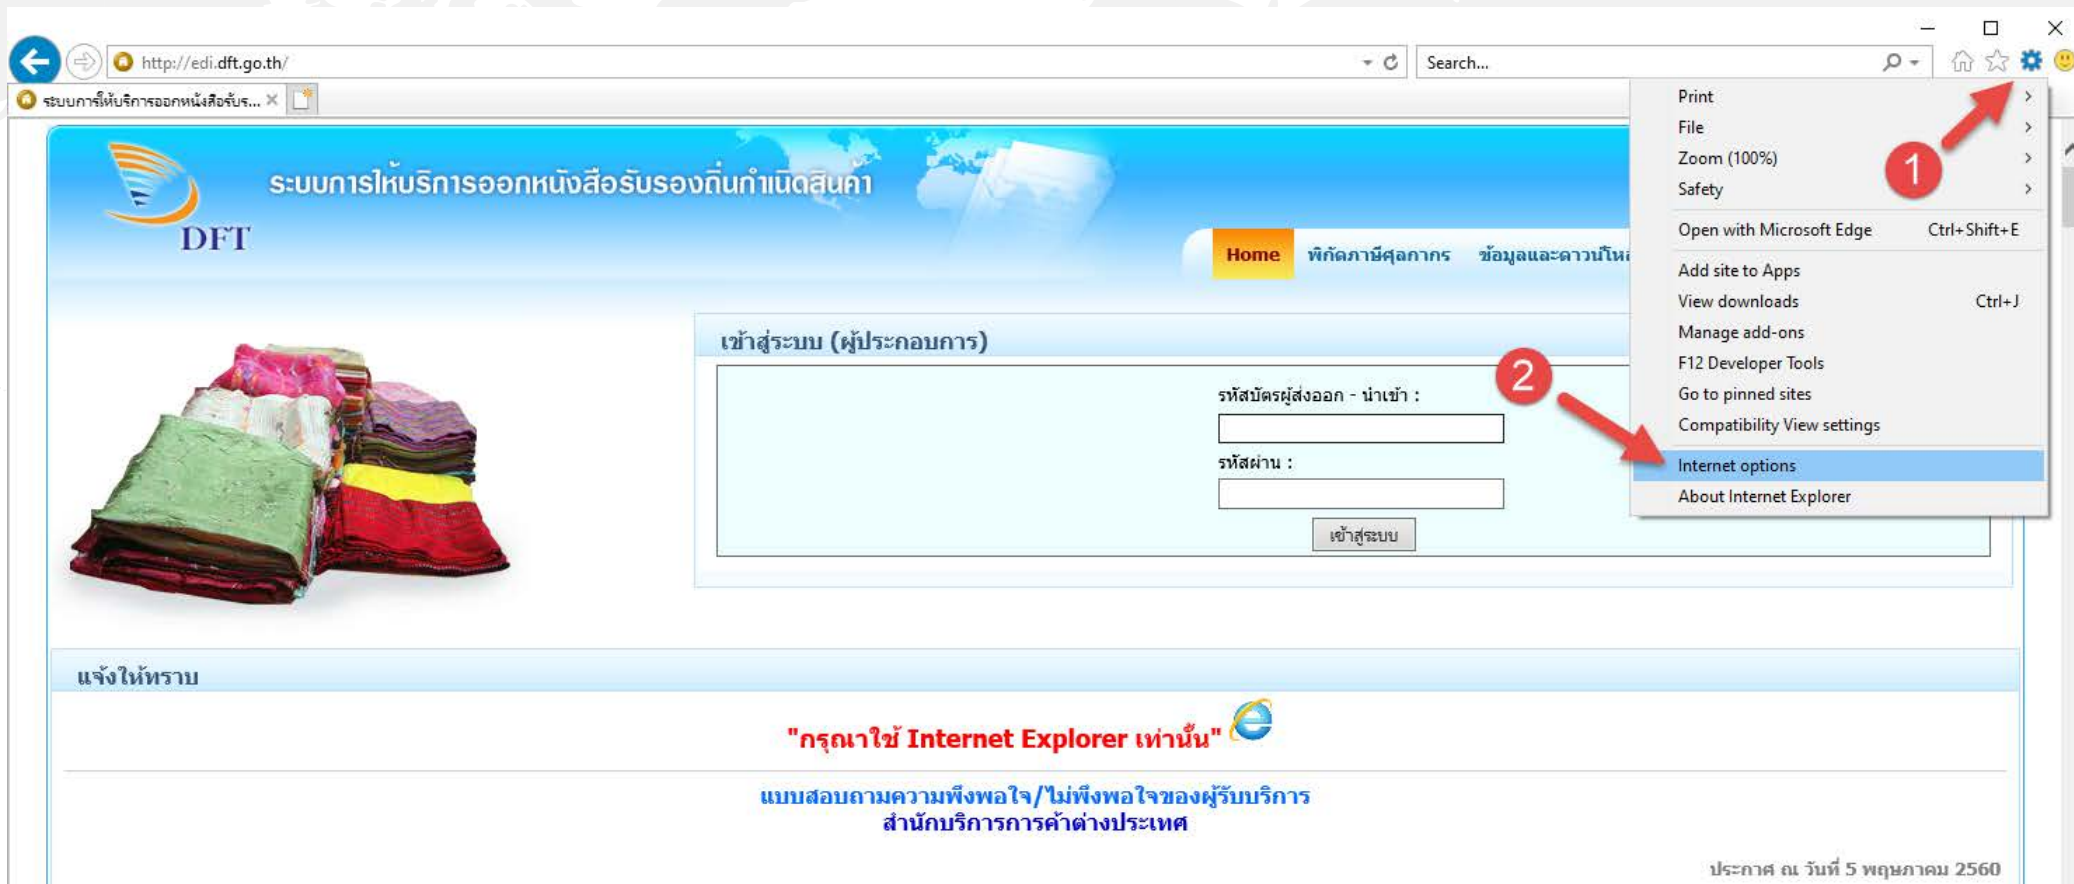 http://edi.dft.go.th/
Search...
ระบบการให้บริการออกหนังสือรับร...
Print
File
Zoom (100%)
Safety
Open with Microsoft Edge Ctrl+Shift+E
Add site to Apps
View downloads Ctrl+J
Manage add-ons
F12 Developer Tools
Go to pinned sites
Compatibility View settings
Internet options
About Internet Explorer
1
2
ระบบการให้บริการออกหนังสือรับรองถิ่นกำเนิดสินค้า
DFT
Home พิกัดภาษีศุลกากร ข้อมูลและดาวน์โหล
เข้าสู่ระบบ (ผู้ประกอบการ)
รหัสบัตรผู้ส่งออก - นำเข้า :
รหัสผ่าน :
เข้าสู่ระบบ
แจ้งให้ทราบ
"กรุณาใช้ Internet Explorer เท่านั้น"
แบบสอบถามความพึงพอใจ/ไม่พึงพอใจของผู้รับบริการ
สำนักบริการการค้าต่างประเทศ
ประกาศ ณ วันที่ 5 พฤษภาคม 2560